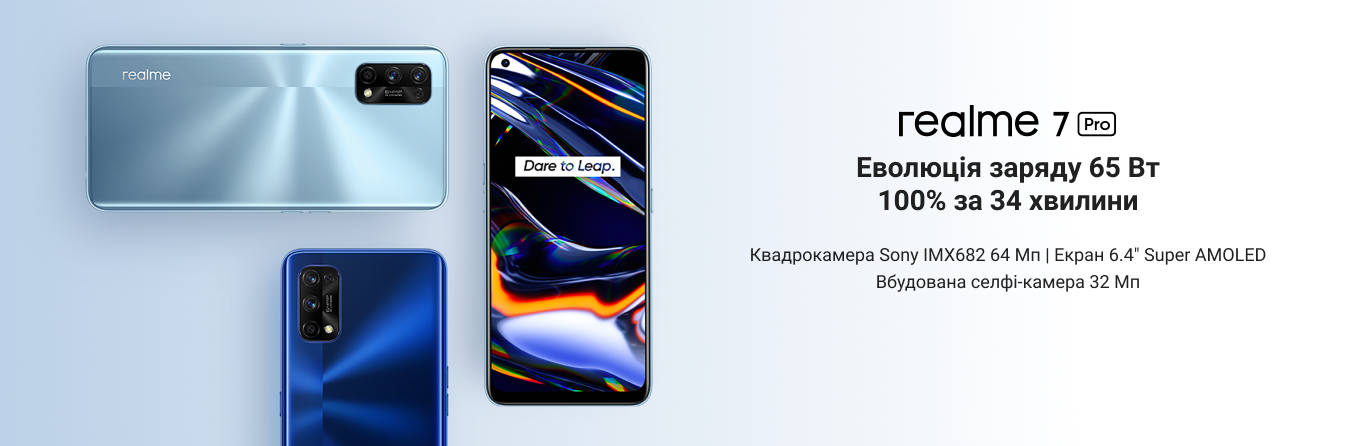 realme
Dare to Leap.
realme 7 Pro
Еволюція заряду 65 Вт
100% за 34 хвилини
Квадрокамера Sony IMX682 64 Мп | Екран 6.4" Super AMOLED
Вбудована селфі-камера 32 Мп